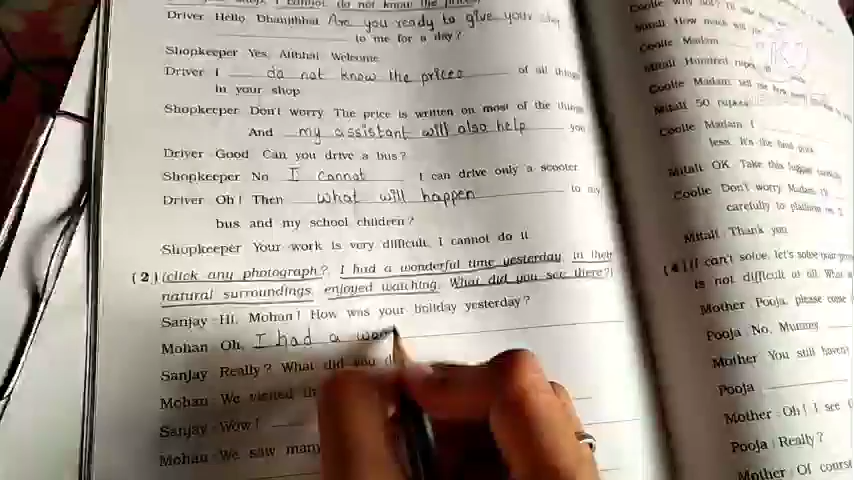 Driver Hello Dhanjibhai Are you ready to give your shop
to me for a day?
Shopkeeper Yes, Alibhai Welcome
Driver I do not know the prices of all things
in your shop
Shopkeeper Don't worry The price is written on most of the things
And my assistant will also help you
Driver Good Can you drive a bus?
Shopkeeper No I cannot I can drive only a scooter
Driver Oh! Then what will happen to my
bus and my school children?
Shopkeeper Your work is very difficult. I cannot do it
(2) (click any photograph?, I had a wonderful time yesterday, in their
natural surroundings, enjoyed watching, What did you see there?)
Sanjay Hi, Mohan! How was your holiday yesterday?
Mohan Oh, I had a won
Sanjay Really? What did you
Mohan: We visited
Sanjay: Wow!
Mohan: We saw many
Coolie Why not?
Mitali How much will
Coolie Madam
Mitali Hundred
Coolie Madam
Mitali 50 rupees
Coolie Madam I
less. It's the
Mitali OK Take this luggage carefully
Coolie Don't worry Madam I'll
carefully to platform
Mitali: Thank you
(4) (I can't solve, let's solve
is not difficult at all. What
Mother Pooja, please come
Pooja: No, Mummy
Mother You still haven't
Pooja
Mother: Oh! I see
Pooja: Really?
Mother: Of course